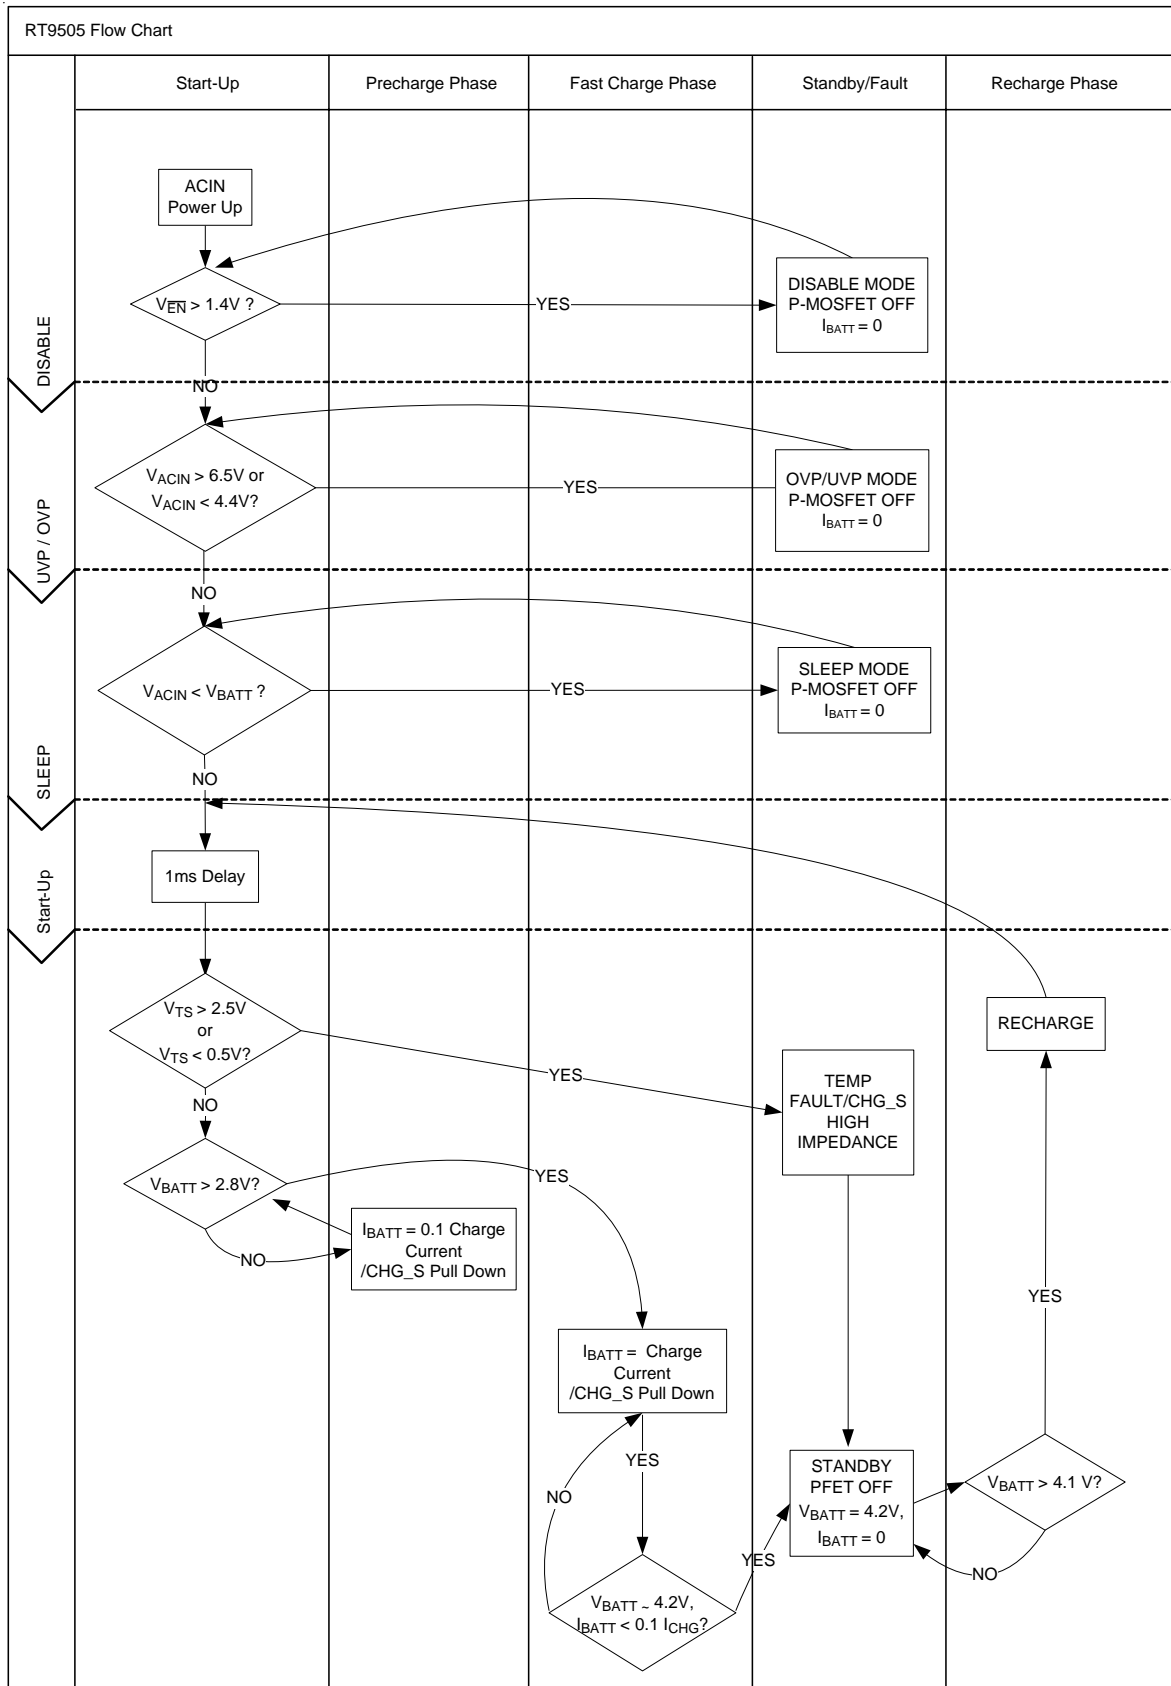 RT9505 Flow Chart
Start-Up
Precharge Phase
Fast Charge Phase
Standby/Fault
Recharge Phase
DISABLE
ACIN
Power Up
VEN > 1.4V ?
YES
DISABLE MODE
P-MOSFET OFF
IBATT = 0
NO
UVP / OVP
VACIN > 6.5V or
VACIN < 4.4V?
YES
OVP/UVP MODE
P-MOSFET OFF
IBATT = 0
NO
SLEEP
VACIN < VBATT ?
YES
SLEEP MODE
P-MOSFET OFF
IBATT = 0
NO
Start-Up
1ms Delay
VTS > 2.5V
or
VTS < 0.5V?
YES
TEMP
FAULT/CHG_S
HIGH
IMPEDANCE
RECHARGE
NO
VBATT > 2.8V?
YES
NO
IBATT = 0.1 Charge
Current
/CHG_S Pull Down
YES
IBATT = Charge
Current
/CHG_S Pull Down
YES
NO
STANDBY
PFET OFF
VBATT = 4.2V,
IBATT = 0
VBATT > 4.1 V?
YES
NO
VBATT ~ 4.2V,
IBATT < 0.1 ICHG?